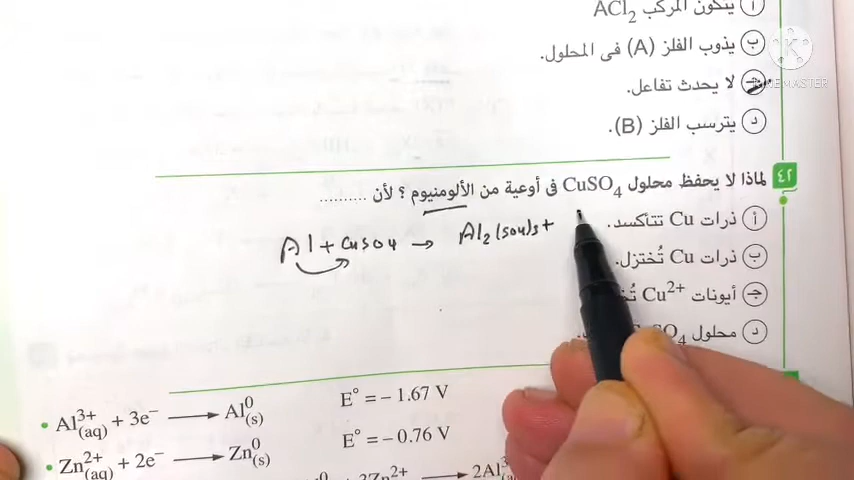 أ يتكون المركب ACl2
ب يذوب الفلز (A) فى المحلول.
لا يحدث تفاعل.
د يترسب الفلز (B).
KINEMASTER
٤٢ لماذا لا يحفظ محلول CuSO4 فى أوعية من الألومنيوم ؟ لأن ..........
أ ذرات Cu تتأكسد.
Al + CuSO4 → Al2(SO4)3 +
ب ذرات Cu تُختزل.
ج أيونات Cu2+
د محلول
• Al3+(aq) + 3e− → Al0(s) E° = − 1.67 V
• Zn2+(aq) + 2e− → Zn0(s) E° = − 0.76 V